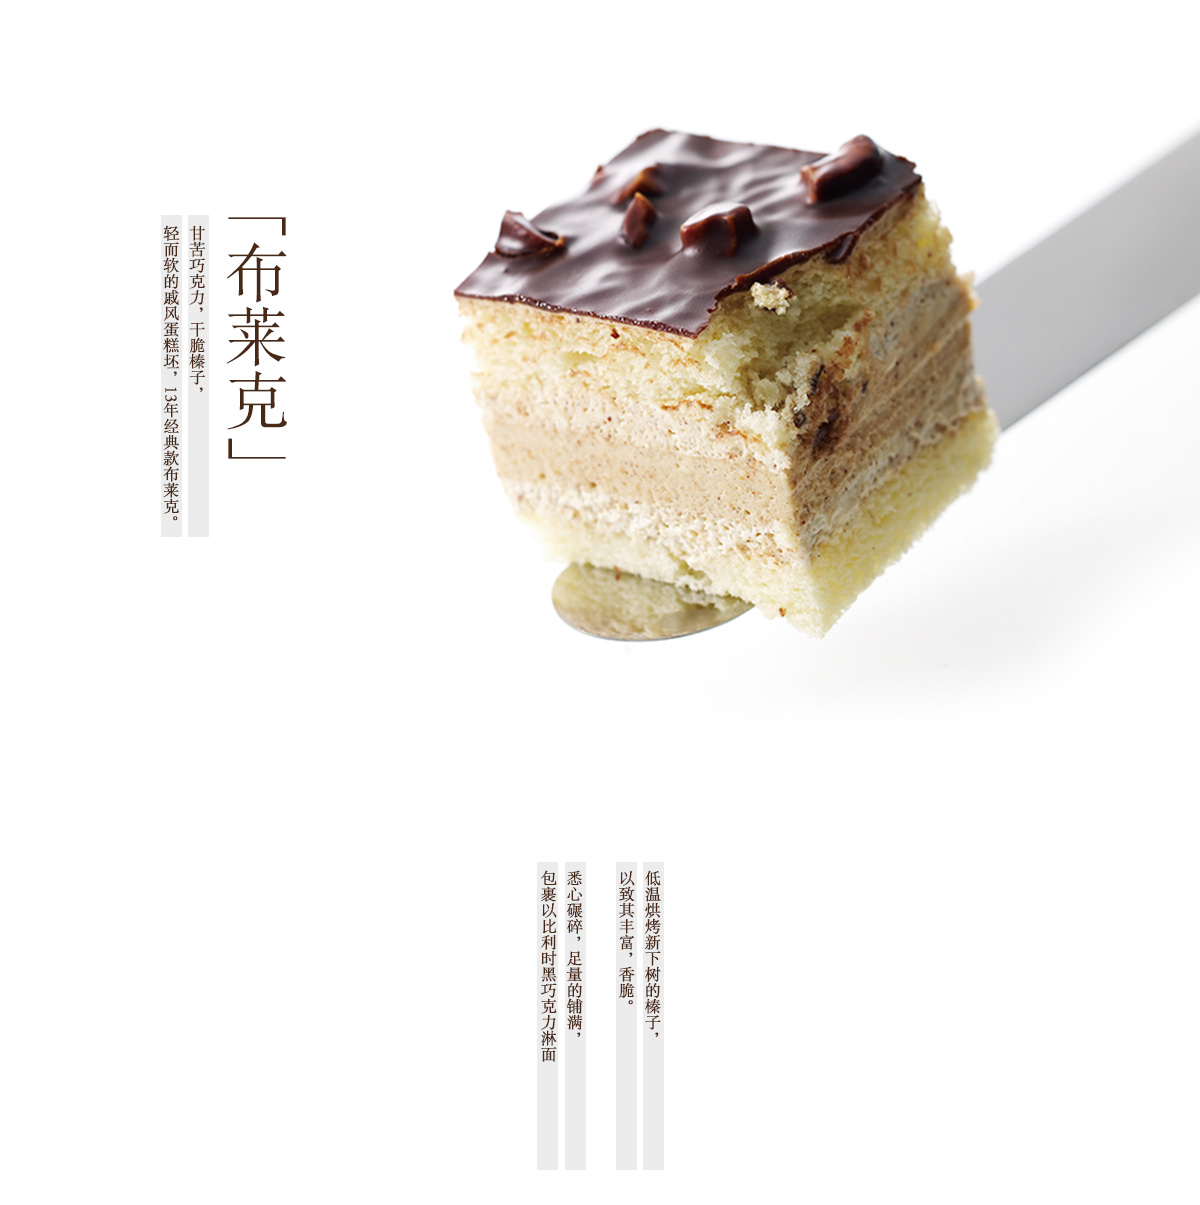 「布莱克」
甘苦巧克力，干脆榛子，
轻而软的戚风蛋糕坯，13年经典款布莱克。
低温烘烤新下树的榛子，
以致其丰富，香脆。
悉心碾碎，足量的铺满，
包裹以比利时黑巧克力淋面